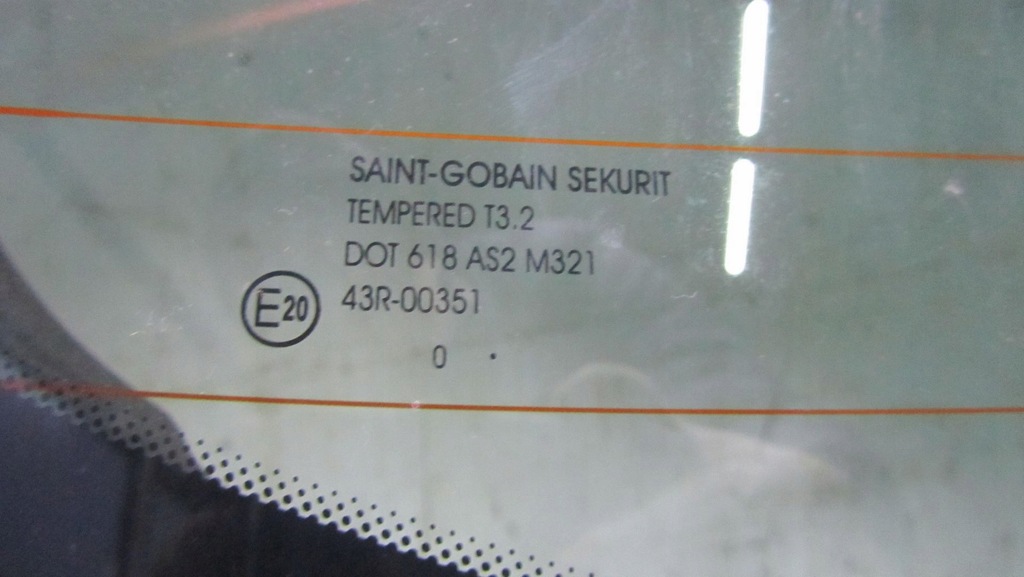 SAINT-GOBAIN SEKURIT
TEMPERED T3.2
DOT 618 AS2 M321
E20 43R-00351
0 .